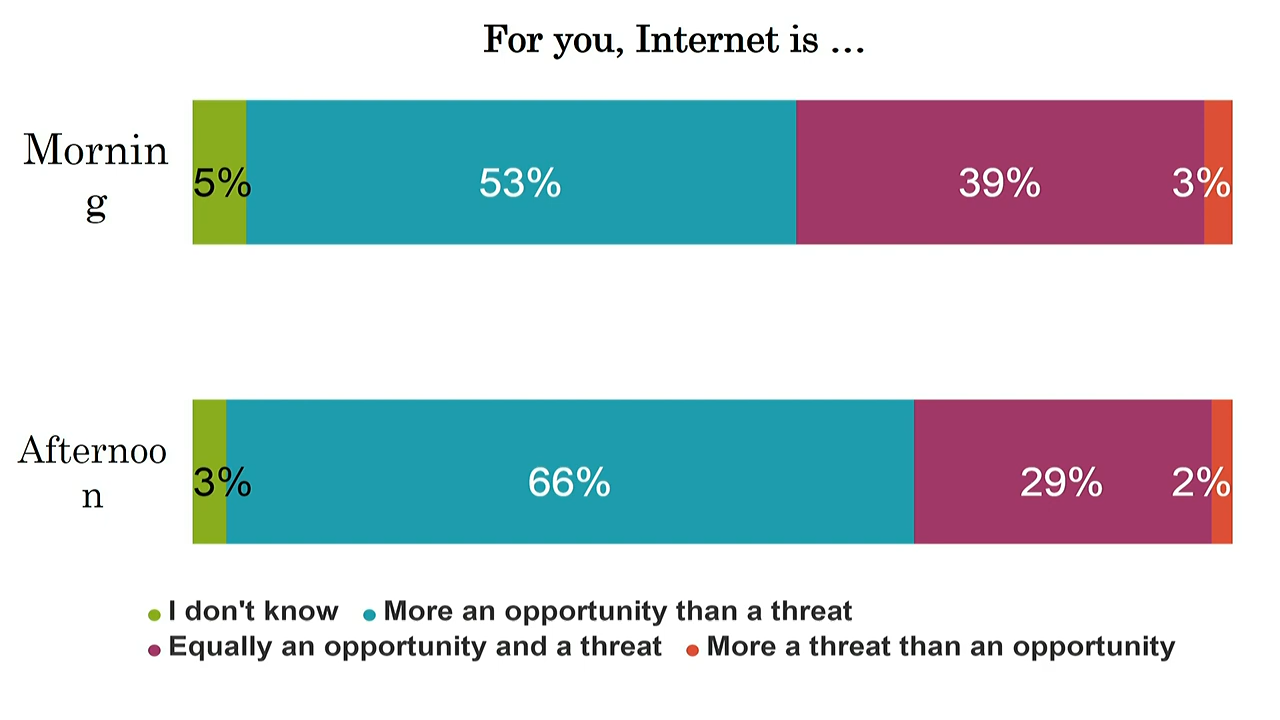 For you, Internet is …
Mornin
g
5% 53% 39% 3%
Afternoo
n
3% 66% 29% 2%
I don't know More an opportunity than a threat
Equally an opportunity and a threat More a threat than an opportunity